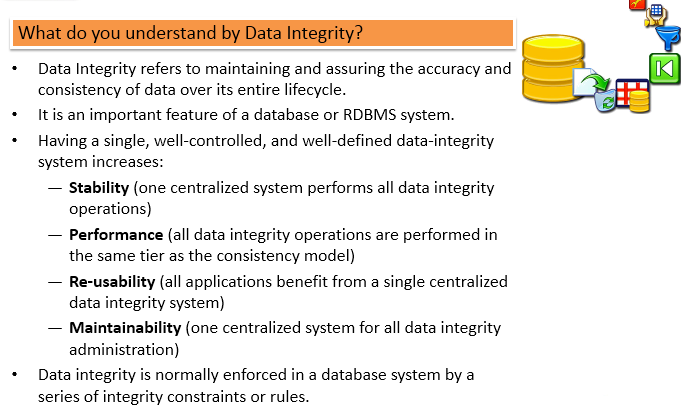 What do you understand by Data Integrity?
• Data Integrity refers to maintaining and assuring the accuracy and
consistency of data over its entire lifecycle.
• It is an important feature of a database or RDBMS system.
• Having a single, well-controlled, and well-defined data-integrity
system increases:
— Stability (one centralized system performs all data integrity
operations)
— Performance (all data integrity operations are performed in
the same tier as the consistency model)
— Re-usability (all applications benefit from a single centralized
data integrity system)
— Maintainability (one centralized system for all data integrity
administration)
• Data integrity is normally enforced in a database system by a
series of integrity constraints or rules.